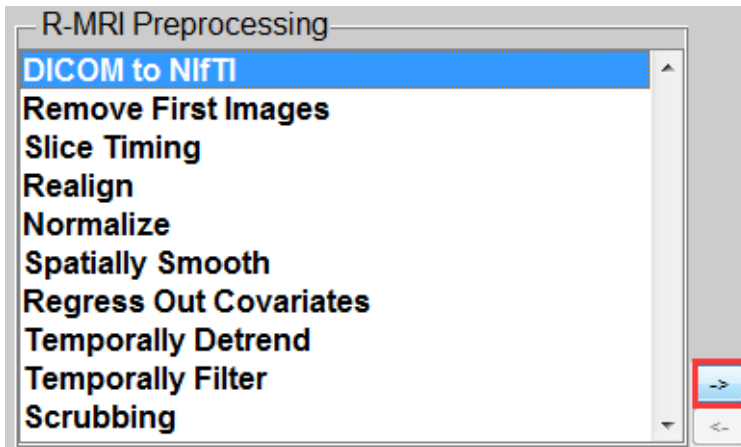 R-MRI Preprocessing
DICOM to NIfTI
Remove First Images
Slice Timing
Realign
Normalize
Spatially Smooth
Regress Out Covariates
Temporally Detrend
Temporally Filter
Scrubbing
->
<-